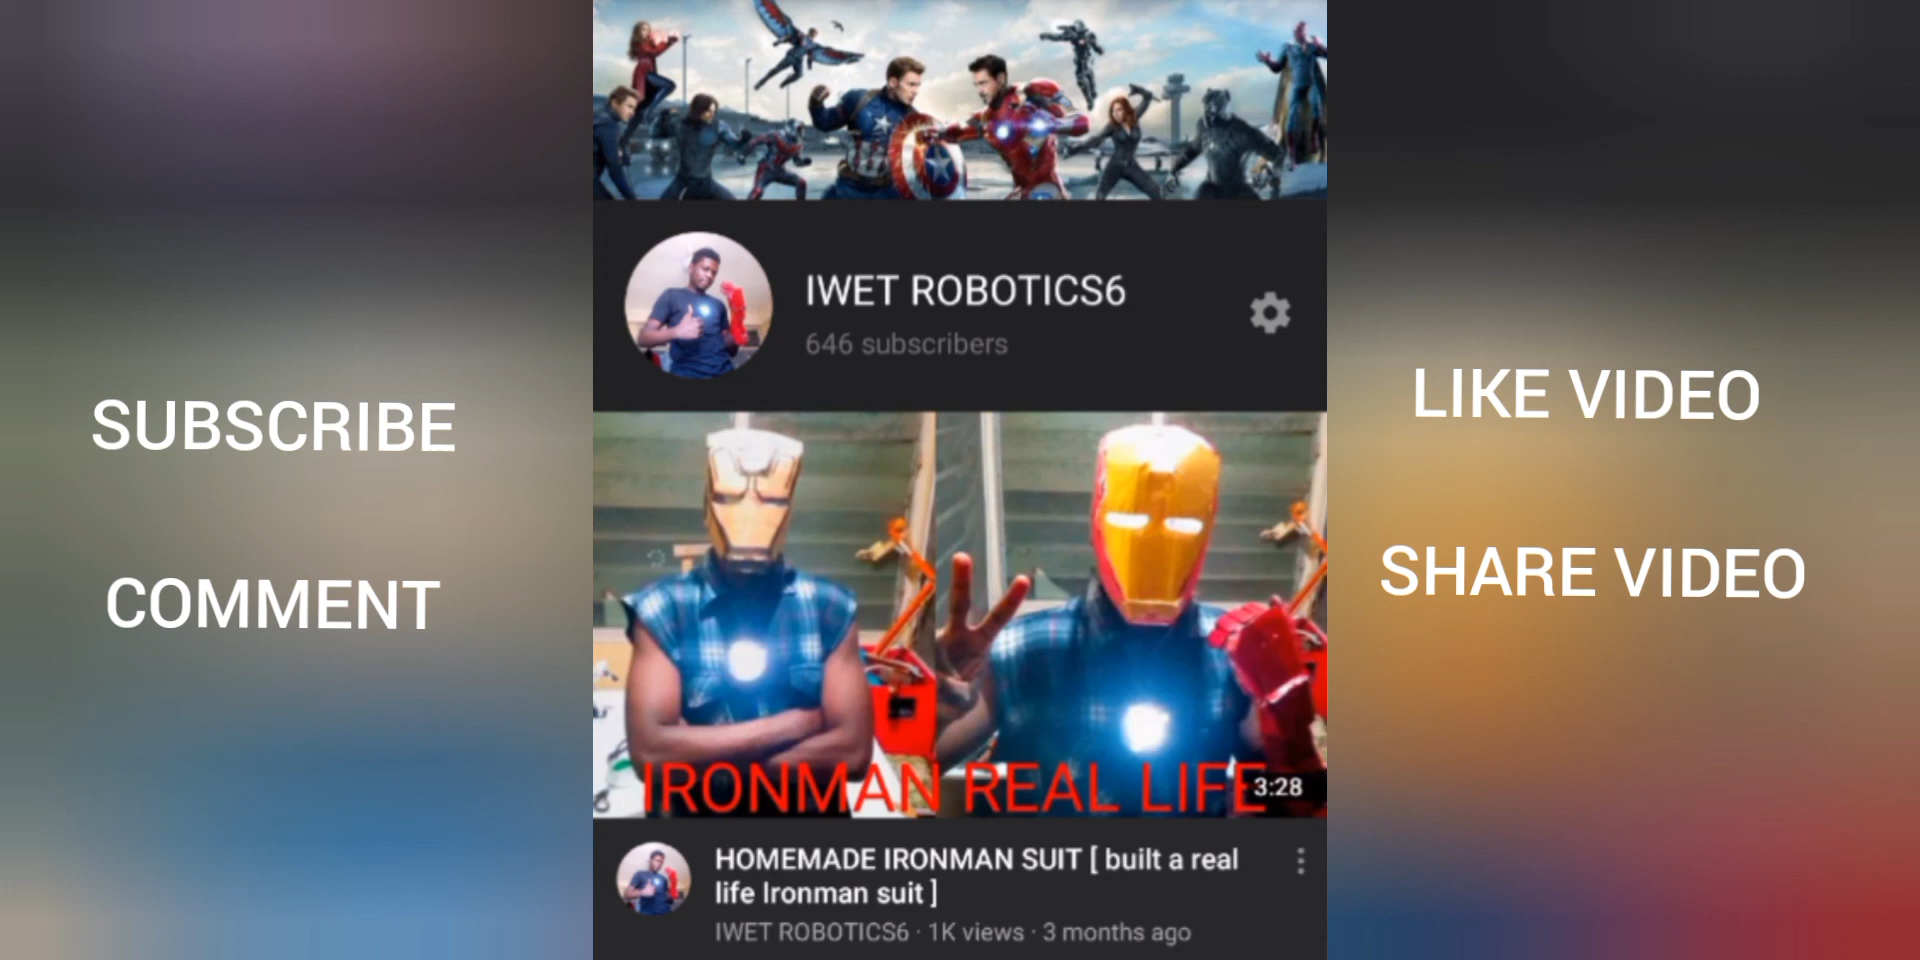 SUBSCRIBE
COMMENT
IWET ROBOTICS6
646 subscribers
IRONMAN REAL LIFE
3:28
HOMEMADE IRONMAN SUIT [ built a real
life Ironman suit ]
IWET ROBOTICS6 · 1K views · 3 months ago
LIKE VIDEO
SHARE VIDEO